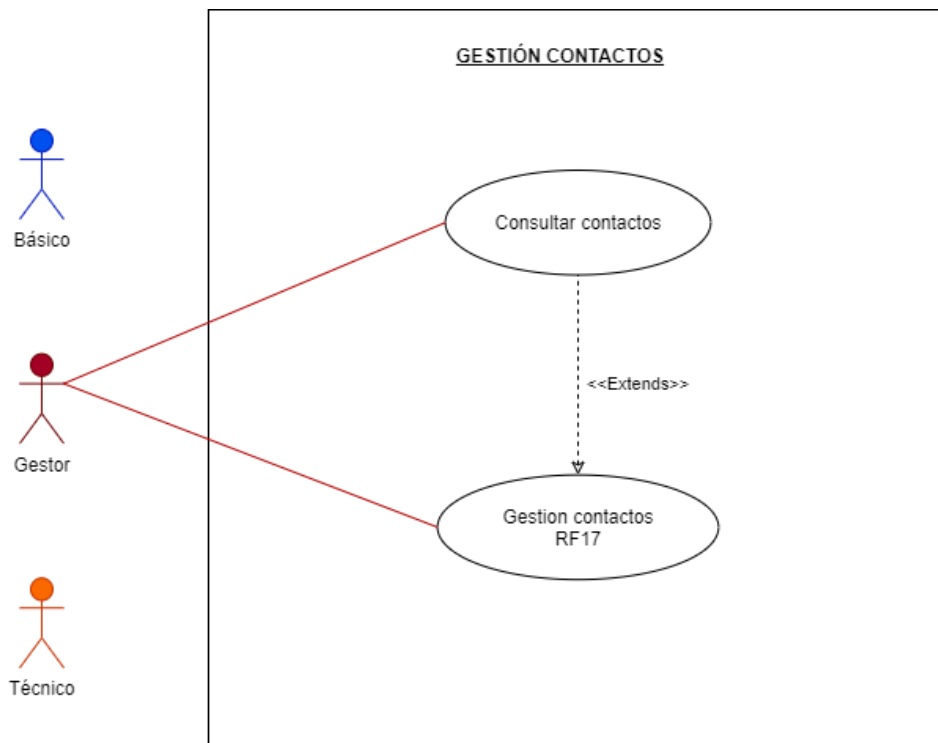 GESTIÓN CONTACTOS
Básico
Consultar contactos
<<Extends>>
Gestor
Gestion contactos
RF17
Técnico